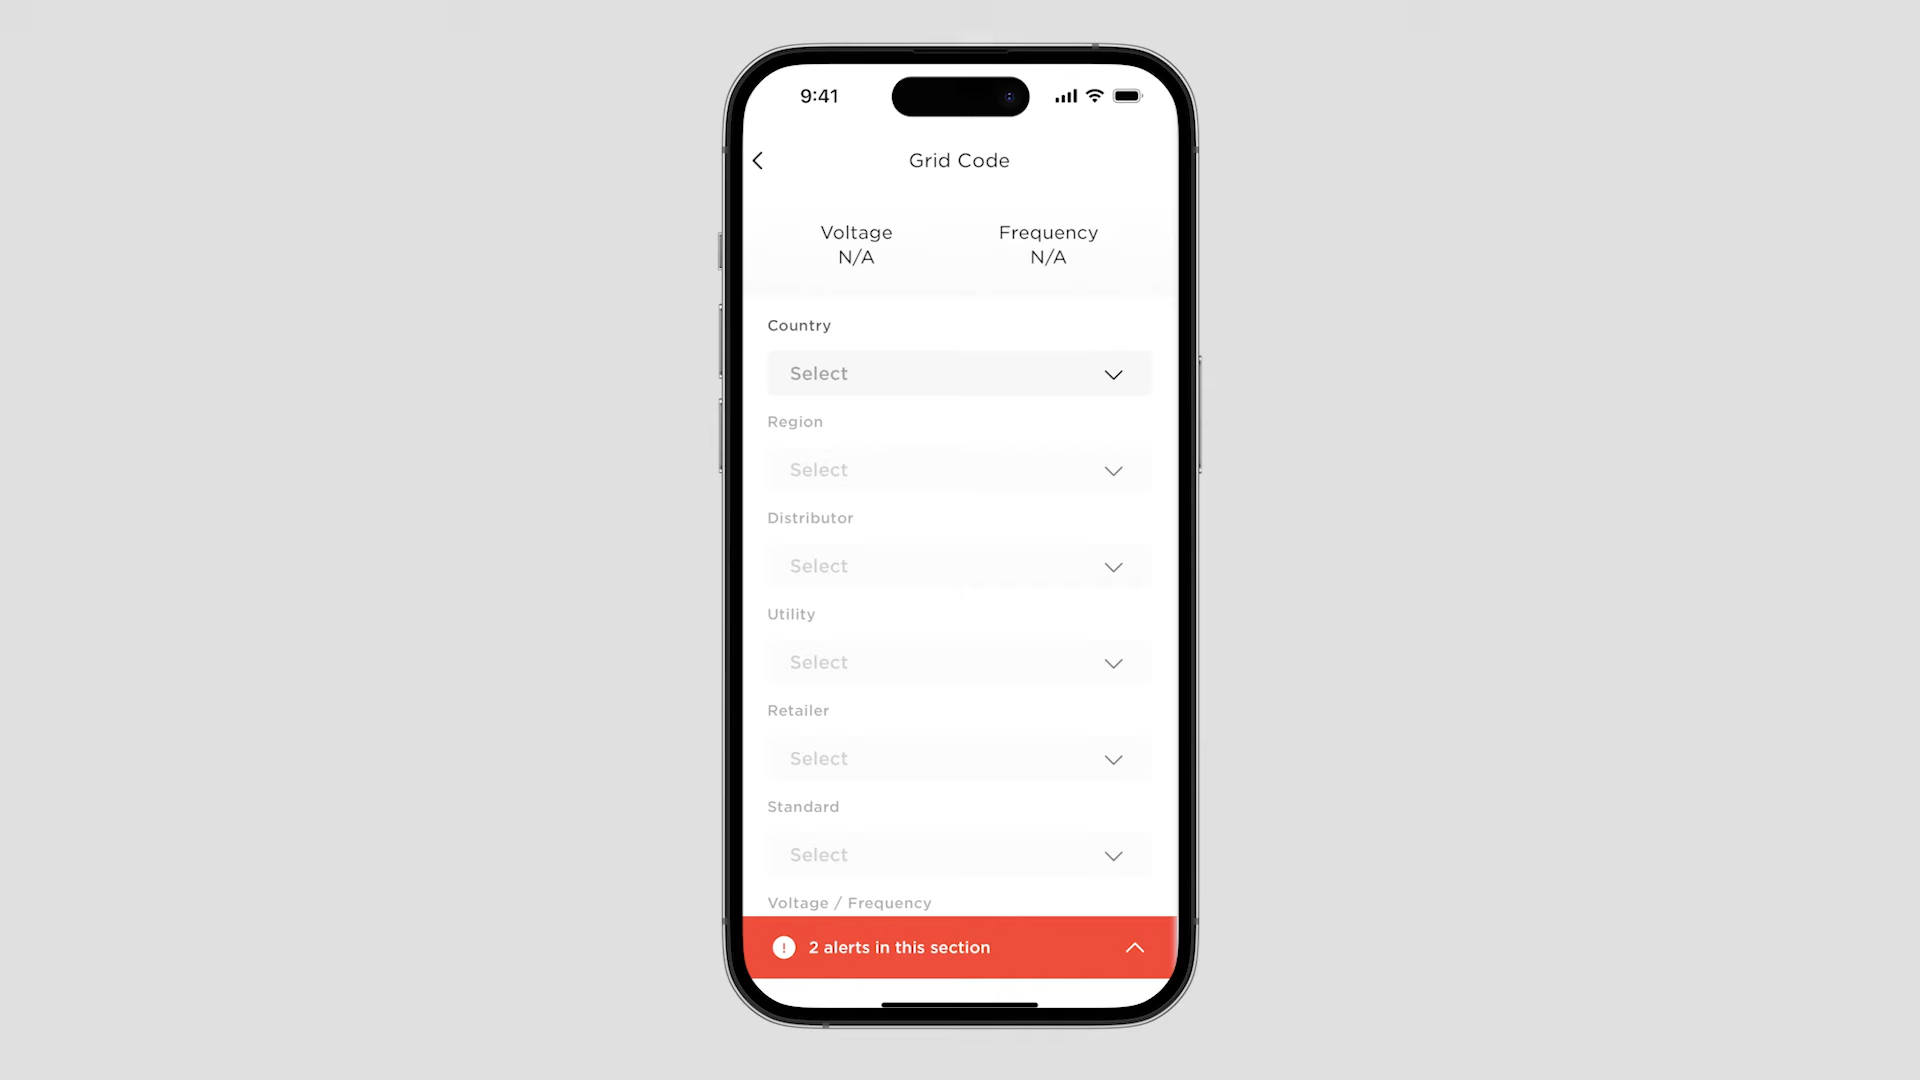 9:41
Grid Code
Voltage
N/A
Frequency
N/A
Country
Select
Region
Select
Distributor
Select
Utility
Select
Retailer
Select
Standard
Select
Voltage / Frequency
2 alerts in this section